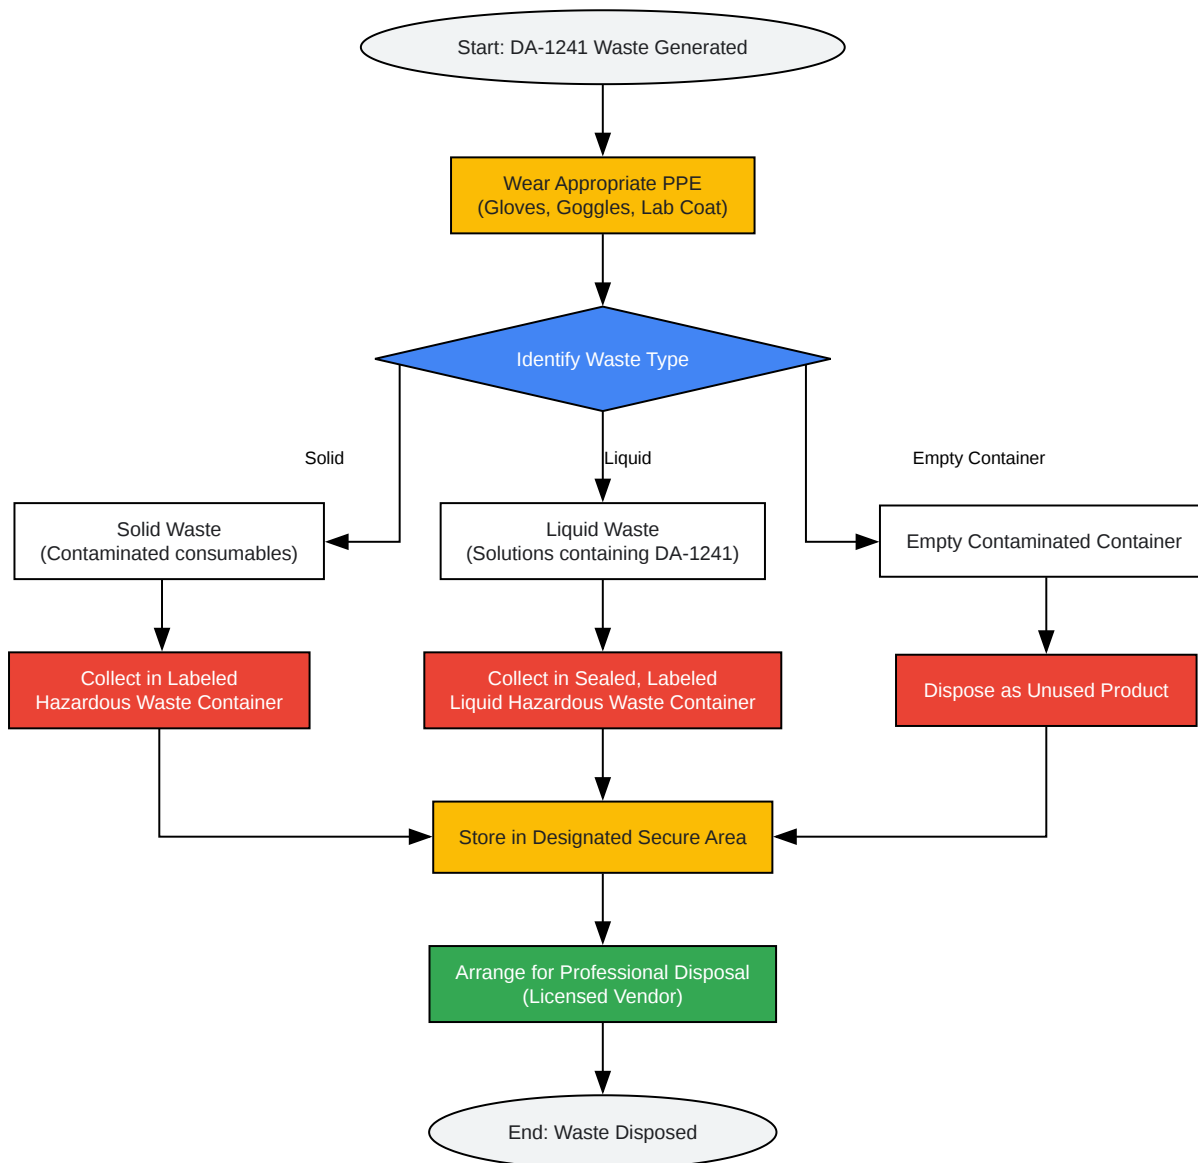 Start: DA-1241 Waste Generated
Wear Appropriate PPE
(Gloves, Goggles, Lab Coat)
Identify Waste Type
Solid
Liquid
Empty Container
Solid Waste
(Contaminated consumables)
Liquid Waste
(Solutions containing DA-1241)
Empty Contaminated Container
Collect in Labeled
Hazardous Waste Container
Collect in Sealed, Labeled
Liquid Hazardous Waste Container
Dispose as Unused Product
Store in Designated Secure Area
Arrange for Professional Disposal
(Licensed Vendor)
End: Waste Disposed